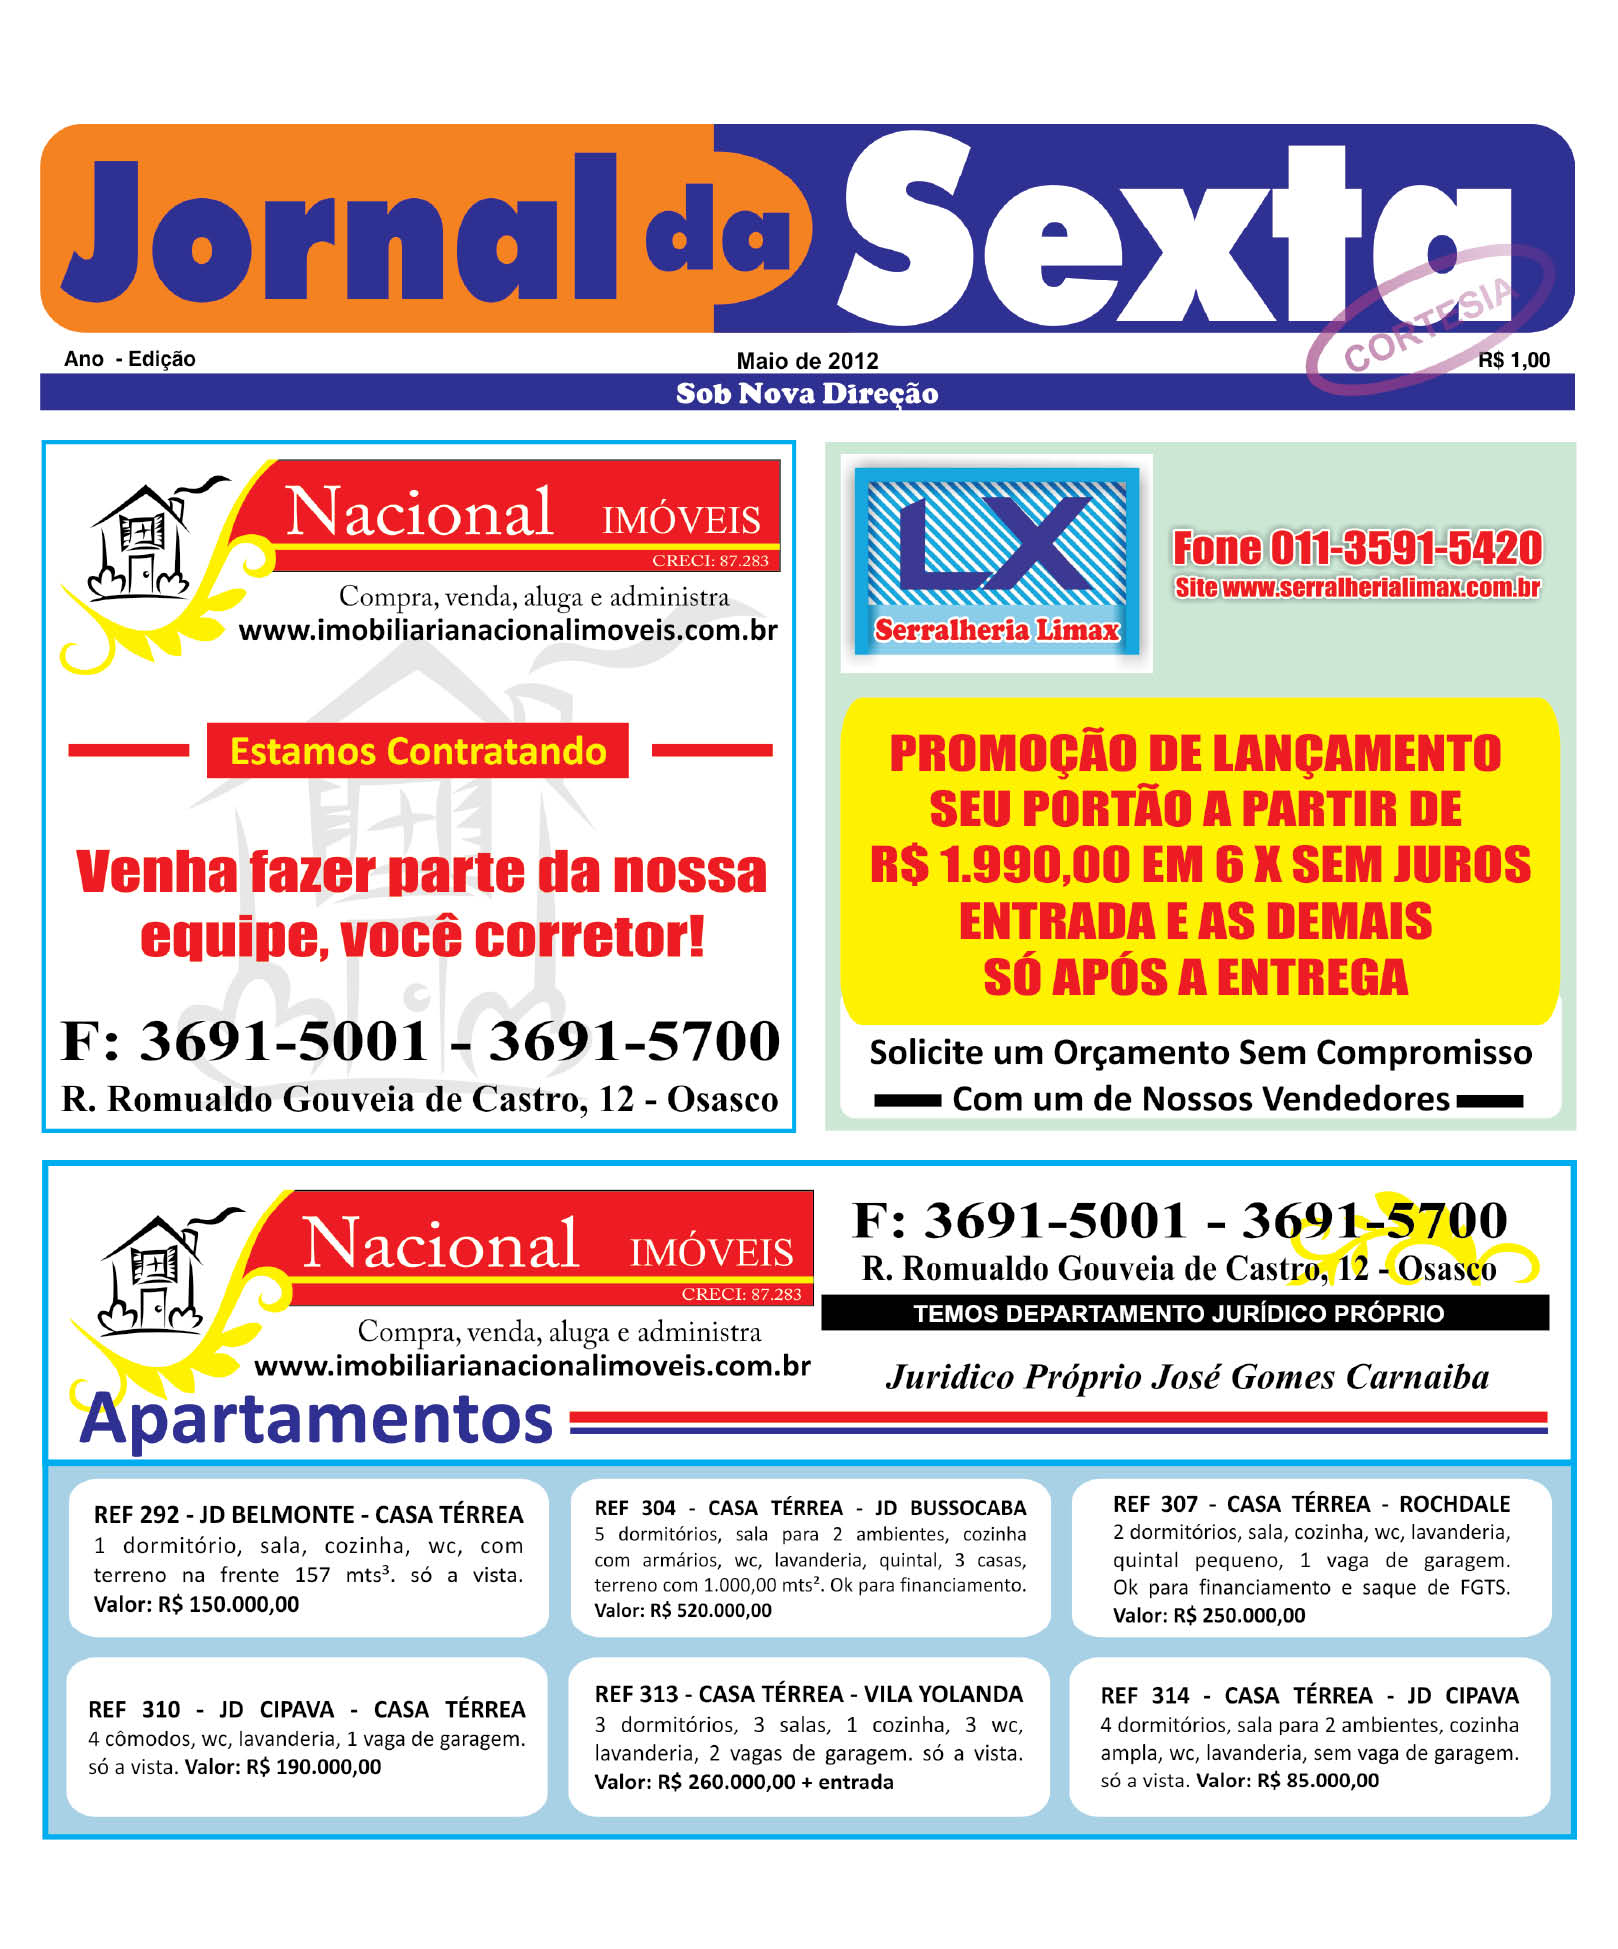 Jornal da Sexta
CORTESIA
Ano - Edição
Maio de 2012
R$ 1,00
Sob Nova Direção
Nacional IMÓVEIS
CRECI: 87.283
Compra, venda, aluga e administra
www.imobiliarianacionalimoveis.com.br
Estamos Contratando
Venha fazer parte da nossa
equipe, você corretor!
F: 3691-5001 - 3691-5700
R. Romualdo Gouveia de Castro, 12 - Osasco
LX
Serralheria Limax
Fone 011-3591-5420
Site www.serralherialimax.com.br
PROMOÇÃO DE LANÇAMENTO
SEU PORTÃO A PARTIR DE
R$ 1.990,00 EM 6 X SEM JUROS
ENTRADA E AS DEMAIS
SÓ APÓS A ENTREGA
Solicite um Orçamento Sem Compromisso
Com um de Nossos Vendedores
Nacional IMÓVEIS
CRECI: 87.283
Compra, venda, aluga e administra
www.imobiliarianacionalimoveis.com.br
F: 3691-5001 - 3691-5700
R. Romualdo Gouveia de Castro, 12 - Osasco
TEMOS DEPARTAMENTO JURÍDICO PRÓPRIO
Juridico Próprio José Gomes Carnaiba
Apartamentos
REF 292 - JD BELMONTE - CASA TÉRREA
1 dormitório, sala, cozinha, wc, com
terreno na frente 157 mts³. só a vista.
Valor: R$ 150.000,00
REF 304 - CASA TÉRREA - JD BUSSOCABA
5 dormitórios, sala para 2 ambientes, cozinha
com armários, wc, lavanderia, quintal, 3 casas,
terreno com 1.000,00 mts². Ok para financiamento.
Valor: R$ 520.000,00
REF 307 - CASA TÉRREA - ROCHDALE
2 dormitórios, sala, cozinha, wc, lavanderia,
quintal pequeno, 1 vaga de garagem.
Ok para financiamento e saque de FGTS.
Valor: R$ 250.000,00
REF 310 - JD CIPAVA - CASA TÉRREA
4 cômodos, wc, lavanderia, 1 vaga de garagem.
só a vista. Valor: R$ 190.000,00
REF 313 - CASA TÉRREA - VILA YOLANDA
3 dormitórios, 3 salas, 1 cozinha, 3 wc,
lavanderia, 2 vagas de garagem. só a vista.
Valor: R$ 260.000,00 + entrada
REF 314 - CASA TÉRREA - JD CIPAVA
4 dormitórios, sala para 2 ambientes, cozinha
ampla, wc, lavanderia, sem vaga de garagem.
só a vista. Valor: R$ 85.000,00